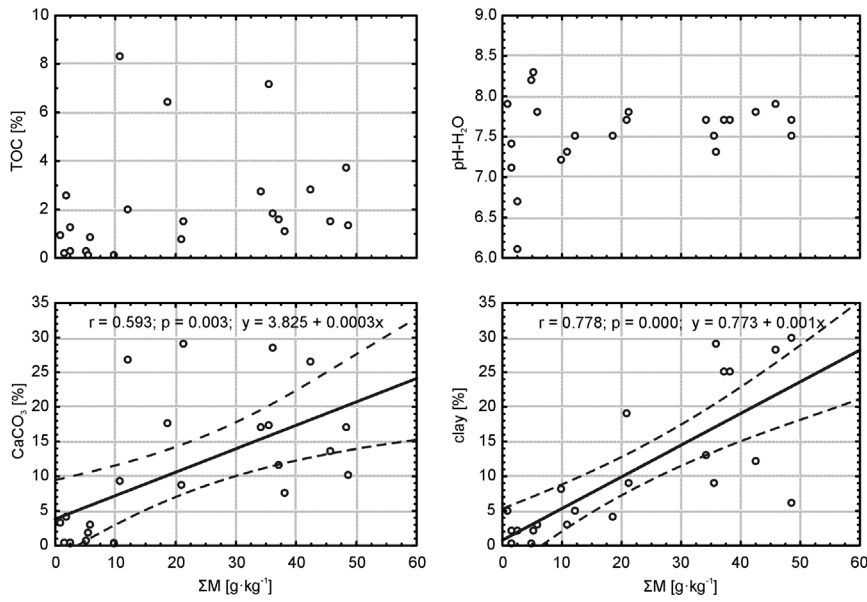 10
8
6
4
2
0
TOC [%]
9.0
8.5
8.0
7.5
7.0
6.5
6.0
pH-H₂O
35
30
25
20
15
10
5
0
CaCO₃ [%]
r = 0.593; p = 0.003; y = 3.825 + 0.0003x
0 10 20 30 40 50 60
ΣM [g·kg⁻¹]
35
30
25
20
15
10
5
0
clay [%]
r = 0.778; p = 0.000; y = 0.773 + 0.001x
0 10 20 30 40 50 60
ΣM [g·kg⁻¹]